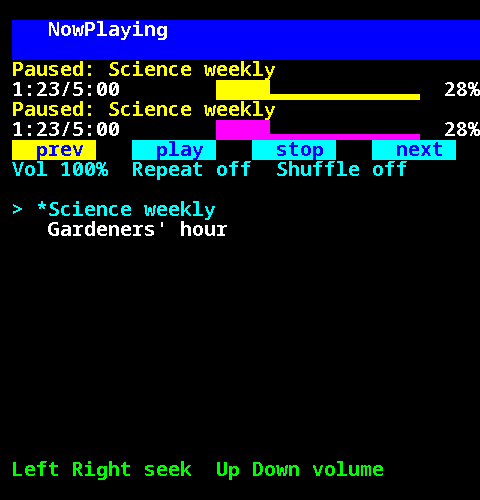 NowPlaying
Paused: Science weekly
1:23/5:00 28%
Paused: Science weekly
1:23/5:00 28%
prev play stop next
Vol 100% Repeat off Shuffle off
> *Science weekly
Gardeners' hour
Left Right seek Up Down volume